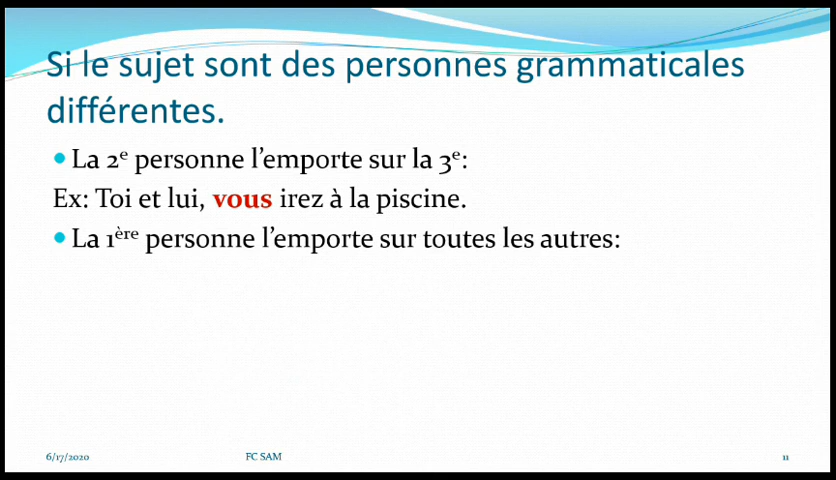 Si le sujet sont des personnes grammaticales
différentes.
La 2e personne l'emporte sur la 3e:
Ex: Toi et lui, vous irez à la piscine.
La 1ère personne l'emporte sur toutes les autres:
6/17/2020 FC SAM 11